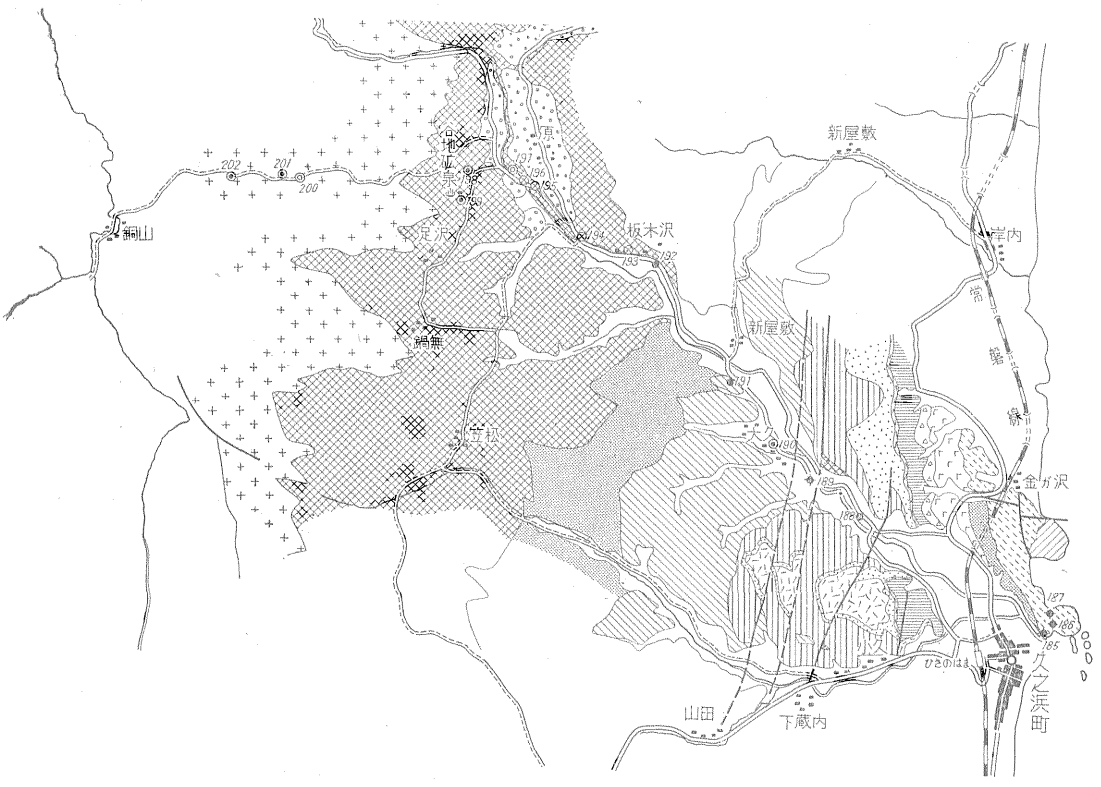 新屋敷
原
202
201
200
197
196
195
199
銅山
足沢
194
板木沢
193
192
岸内
常
磐
線
新屋敷
鍋無
191
笠松
190
189
金ガ沢
188
187
186
185
ひさのはま
久之浜町
山田
下蔵内